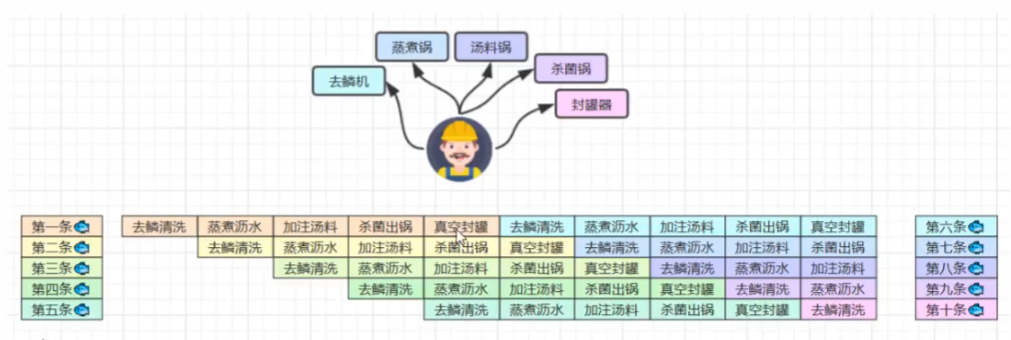 蒸煮锅 汤料锅
杀菌锅
去鳞机
封罐器
第一条 去鳞清洗 蒸煮沥水 加注汤料 杀菌出锅 真空封罐 去鳞清洗 蒸煮沥水 加注汤料 杀菌出锅 真空封罐 第六条
第二条 去鳞清洗 蒸煮沥水 加注汤料 杀菌出锅 真空封罐 去鳞清洗 蒸煮沥水 加注汤料 杀菌出锅 第七条
第三条 去鳞清洗 蒸煮沥水 加注汤料 杀菌出锅 真空封罐 去鳞清洗 蒸煮沥水 加注汤料 第八条
第四条 去鳞清洗 蒸煮沥水 加注汤料 杀菌出锅 真空封罐 去鳞清洗 蒸煮沥水 第九条
第五条 去鳞清洗 蒸煮沥水 加注汤料 杀菌出锅 真空封罐 去鳞清洗 第十条